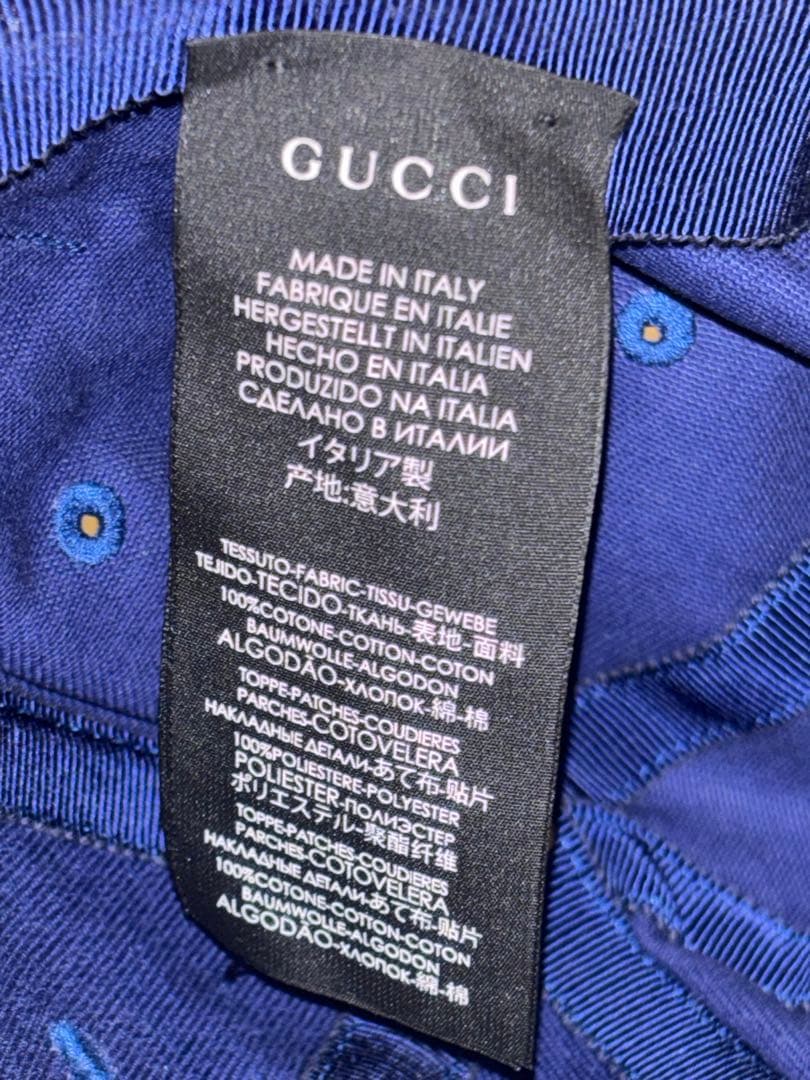 GUCCI
MADE IN ITALY
FABRIQUE EN ITALIE
HERGESTELLT IN ITALIEN
HECHO EN ITALIA
PRODUZIDO NA ITALIA
СДЕЛАНО В ИТАЛИИ
イタリア製
产地:意大利
TESSUTO-FABRIC-TISSU-GEWEBE
TEJIDO-TECIDO-ТКАНЬ-表地-面料
100%COTONE-COTTON-COTON
BAUMWOLLE-ALGODON
ALGODÃO-ХЛОПОК-綿-棉
TOPPE-PATCHES-COUDIERES
PARCHES-COTOVELERA
НАКЛАДНЫЕ ДЕТАЛИ-あて布-贴片
100%POLIESTERE-POLYESTER
POLIESTER-ПОЛИЭСТЕР
ポリエステル-聚酯纤维
TOPPE-PATCHES-COUDIERES
PARCHES-COTOVELERA
НАКЛАДНЫЕ ДЕТАЛИ-あて布-贴片
100%COTONE-COTTON-COTON
BAUMWOLLE-ALGODON
ALGODÃO-ХЛОПОК-綿-棉